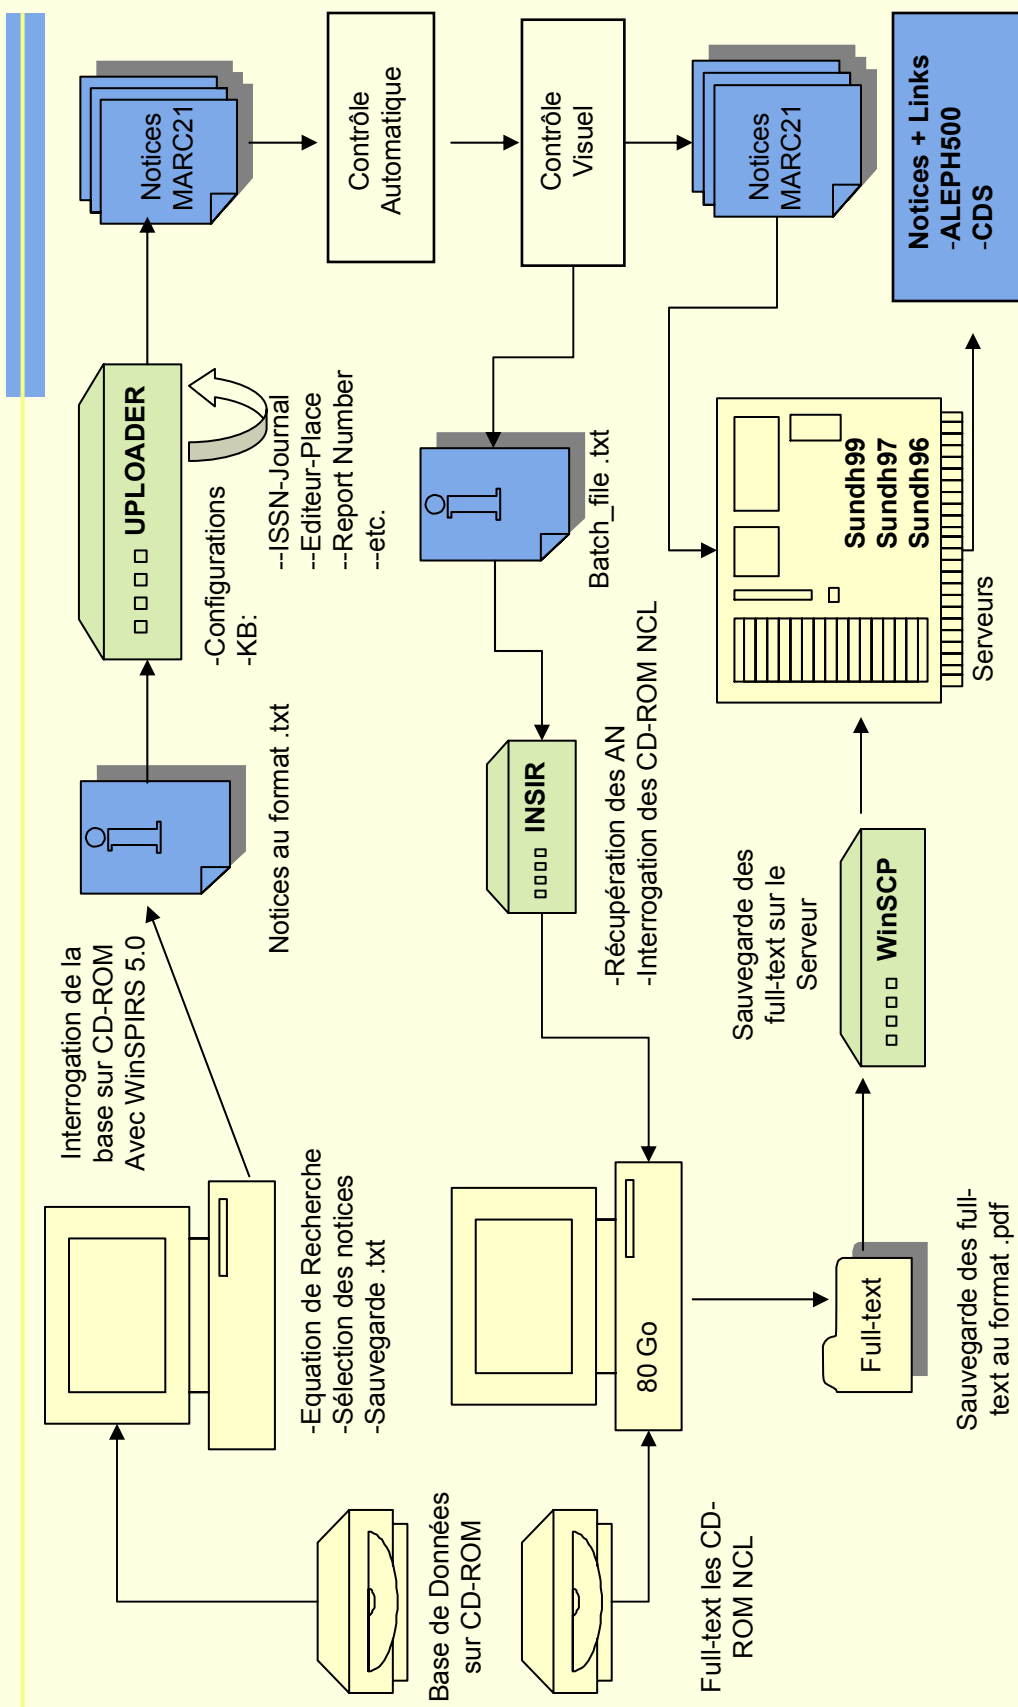 Interrogation de la
base sur CD-ROM
Avec WinSPIRS 5.0
-Equation de Recherche
-Sélection des notices
-Sauvegarde .txt
Base de Données
sur CD-ROM
Notices au format .txt
UPLOADER
-Configurations
-KB:
--ISSN-Journal
--Editeur-Place
--Report Number
--etc.
Notices
MARC21
Contrôle
Automatique
Contrôle
Visuel
Notices
MARC21
Batch_file .txt
INSIR
-Récupération des AN
-Interrogation des CD-ROM NCL
80 Go
Full-text les CD-
ROM NCL
Full-text
Sauvegarde des full-
text au format .pdf
Sauvegarde des
full-text sur le
Serveur
WinSCP
Sundh99
Sundh97
Sundh96
Serveurs
Notices + Links
-ALEPH500
-CDS